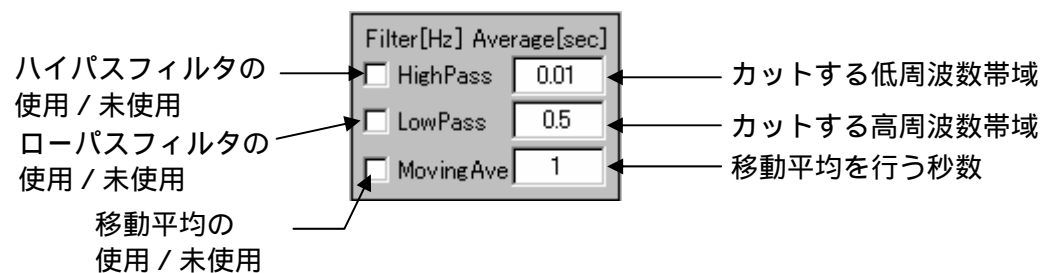 Filter[Hz] Average[sec]
ハイパスフィルタの
使用 / 未使用
HighPass 0.01
カットする低周波数帯域
ローパスフィルタの
使用 / 未使用
LowPass 0.5
カットする高周波数帯域
MovingAve 1
移動平均を行う秒数
移動平均の
使用 / 未使用